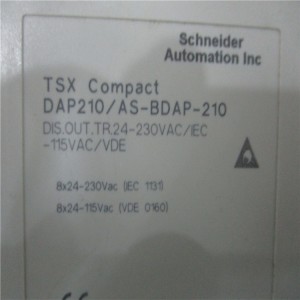 Schneider
Automation Inc
TSX Compact
DAP210/AS-BDAP-210
DIS.OUT.TR.24-230VAC/IEC
-115VAC/VDE
8x24-230Vac (IEC 1131)
8x24-115Vac (VDE 0160)
CE